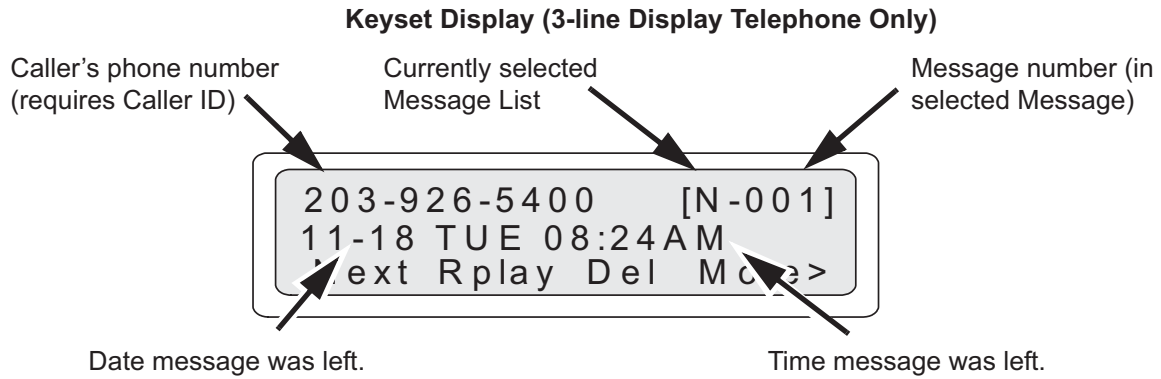 Keyset Display (3-line Display Telephone Only)
Caller's phone number
(requires Caller ID)
Currently selected
Message List
Message number (in
selected Message)
203-926-5400 [N-001]
11-18 TUE 08:24AM
Next Rplay Del More>
Date message was left.
Time message was left.